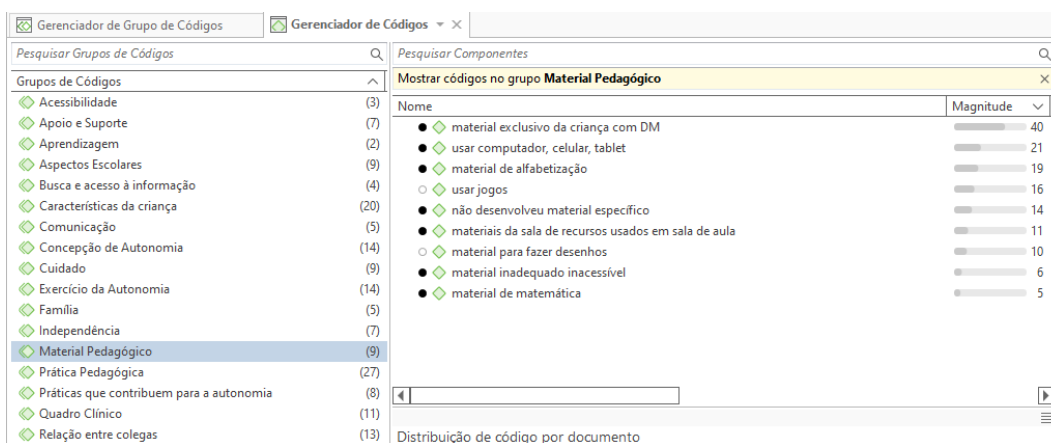 Gerenciador de Grupo de Códigos
Gerenciador de Códigos
Pesquisar Grupos de Códigos
Grupos de Códigos
Acessibilidade (3)
Apoio e Suporte (7)
Aprendizagem (2)
Aspectos Escolares (9)
Busca e acesso à informação (4)
Características da criança (20)
Comunicação (5)
Concepção de Autonomia (14)
Cuidado (9)
Exercício da Autonomia (14)
Família (5)
Independência (7)
Material Pedagógico (9)
Prática Pedagógica (27)
Práticas que contribuem para a autonomia (8)
Quadro Clínico (11)
Relação entre colegas (13)
Pesquisar Componentes
Mostrar códigos no grupo Material Pedagógico
Nome Magnitude
material exclusivo da criança com DM 40
usar computador, celular, tablet 21
material de alfabetização 19
usar jogos 16
não desenvolveu material específico 14
materiais da sala de recursos usados em sala de aula 11
material para fazer desenhos 10
material inadequado inacessível 6
material de matemática 5
Distribuição de código por documento